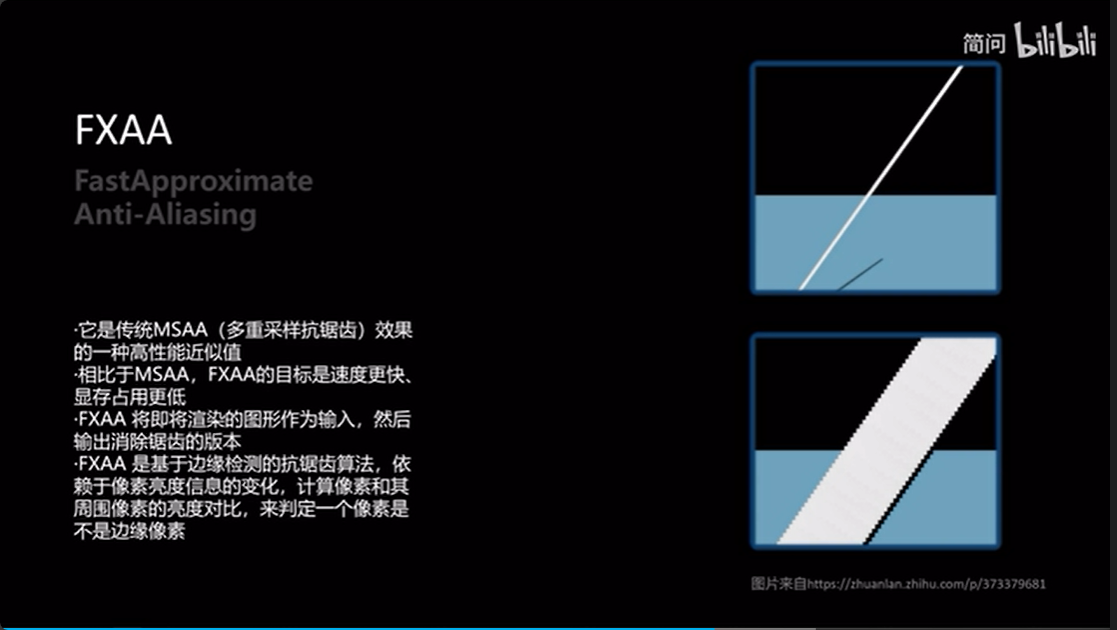 简问 bilibili
FXAA
FastApproximate
Anti-Aliasing
·它是传统MSAA（多重采样抗锯齿）效果
的一种高性能近似值
·相比于MSAA，FXAA的目标是速度更快、
显存占用更低
·FXAA 将即将渲染的图形作为输入，然后
输出消除锯齿的版本
·FXAA 是基于边缘检测的抗锯齿算法，依
赖于像素亮度信息的变化，计算像素和其
周围像素的亮度对比，来判定一个像素是
不是边缘像素
图片来自https://zhuanlan.zhihu.com/p/373379681